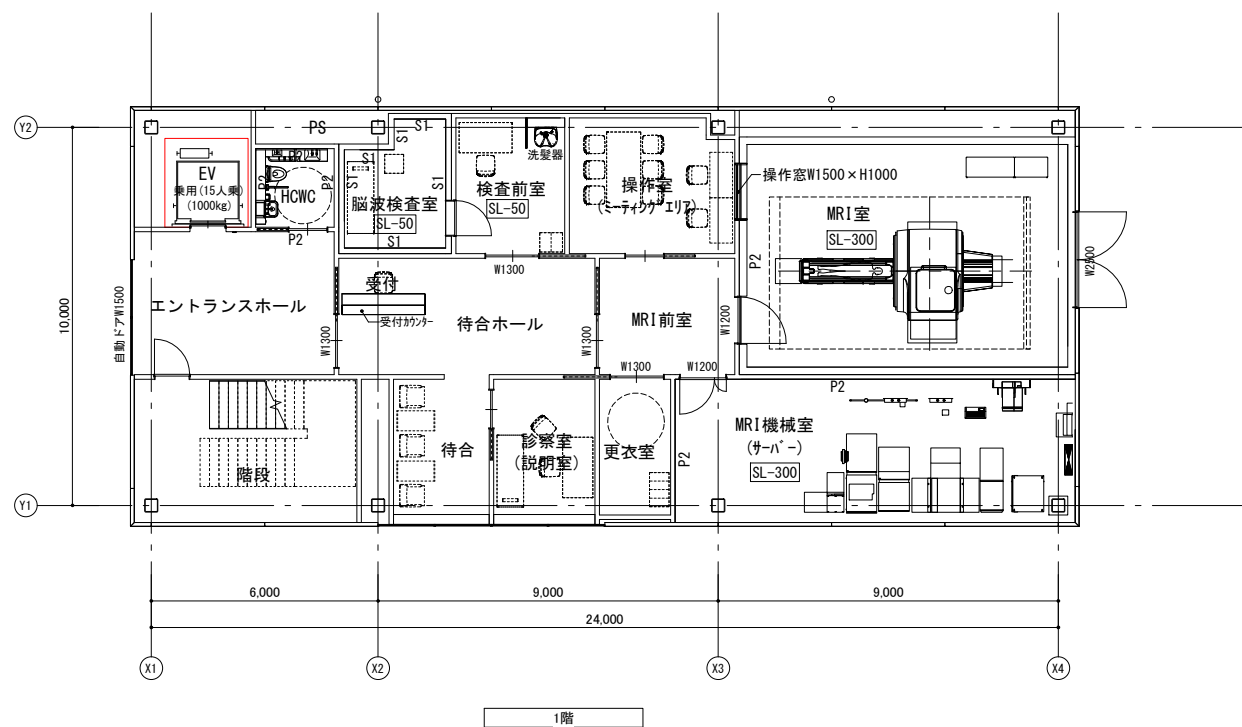 Y2
PS
S1
S1
S1
S1
S1
S1
洗髪器
EV
乗用(15人乗)
(1000kg)
P2
P2
HCWC
P2
脳波検査室
SL-50
検査前室
SL-50
操作室
(ミーティングエリア)
操作窓W1500×H1000
MRI室
SL-300
P2
W2500
W1300
受付
受付カウンター
エントランスホール
待合ホール
MRI前室
W1300
W1300
W1200
自動ドアW1500
10,000
W1300
W1200
P2
MRI機械室
(サーバー)
SL-300
P2
階段
待合
診察室
(説明室)
更衣室
Y1
6,000
9,000
9,000
24,000
X1
X2
X3
X4
1階